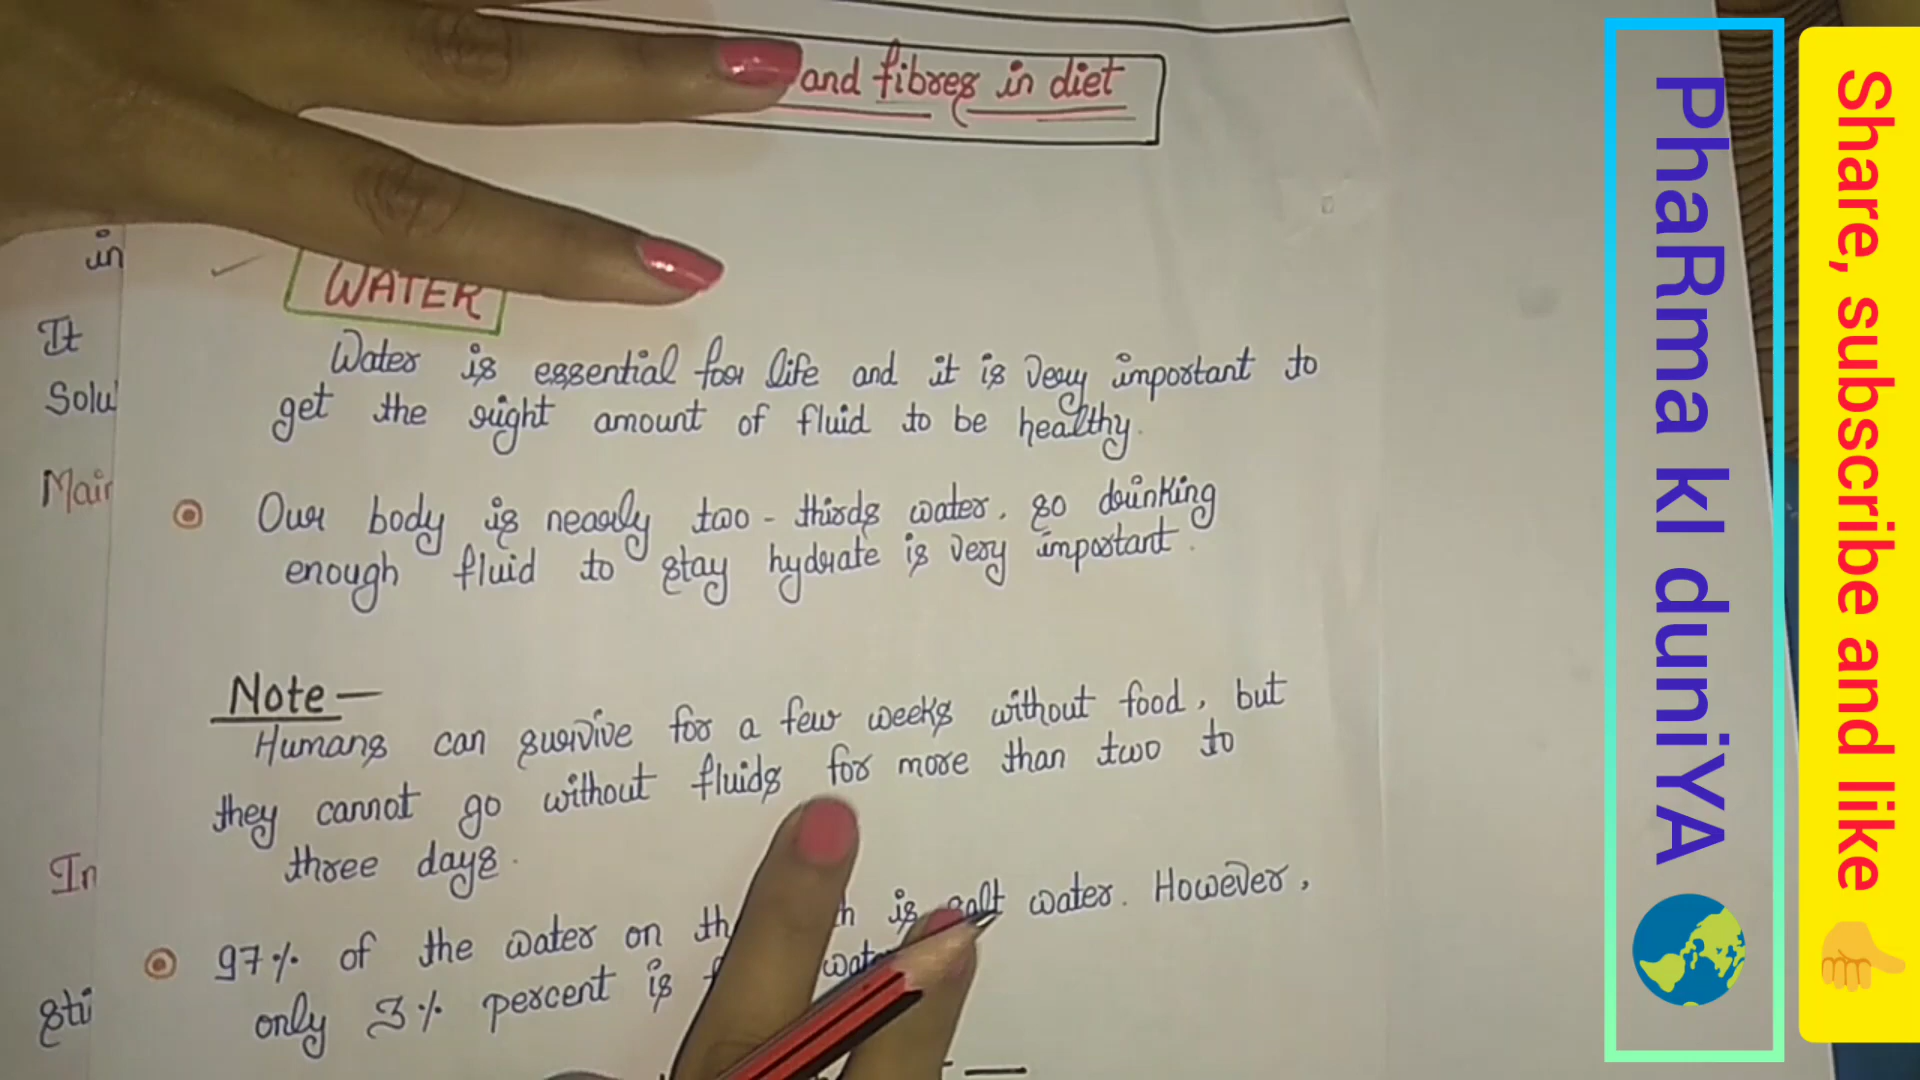 and fibres in diet
WATER
Water is essential for life and it is very important to
get the right amount of fluid to be healthy.
Our body is nearly two-thirds water, so drinking
enough fluid to stay hydrate is very important.
Note —
Humans can survive for a few weeks without food, but
they cannot go without fluids for more than two to
three days.
97% of the water on is salt water. However,
only 3% percent is
in
It
In
PhaRma kI duniYA
Share, subscribe and like